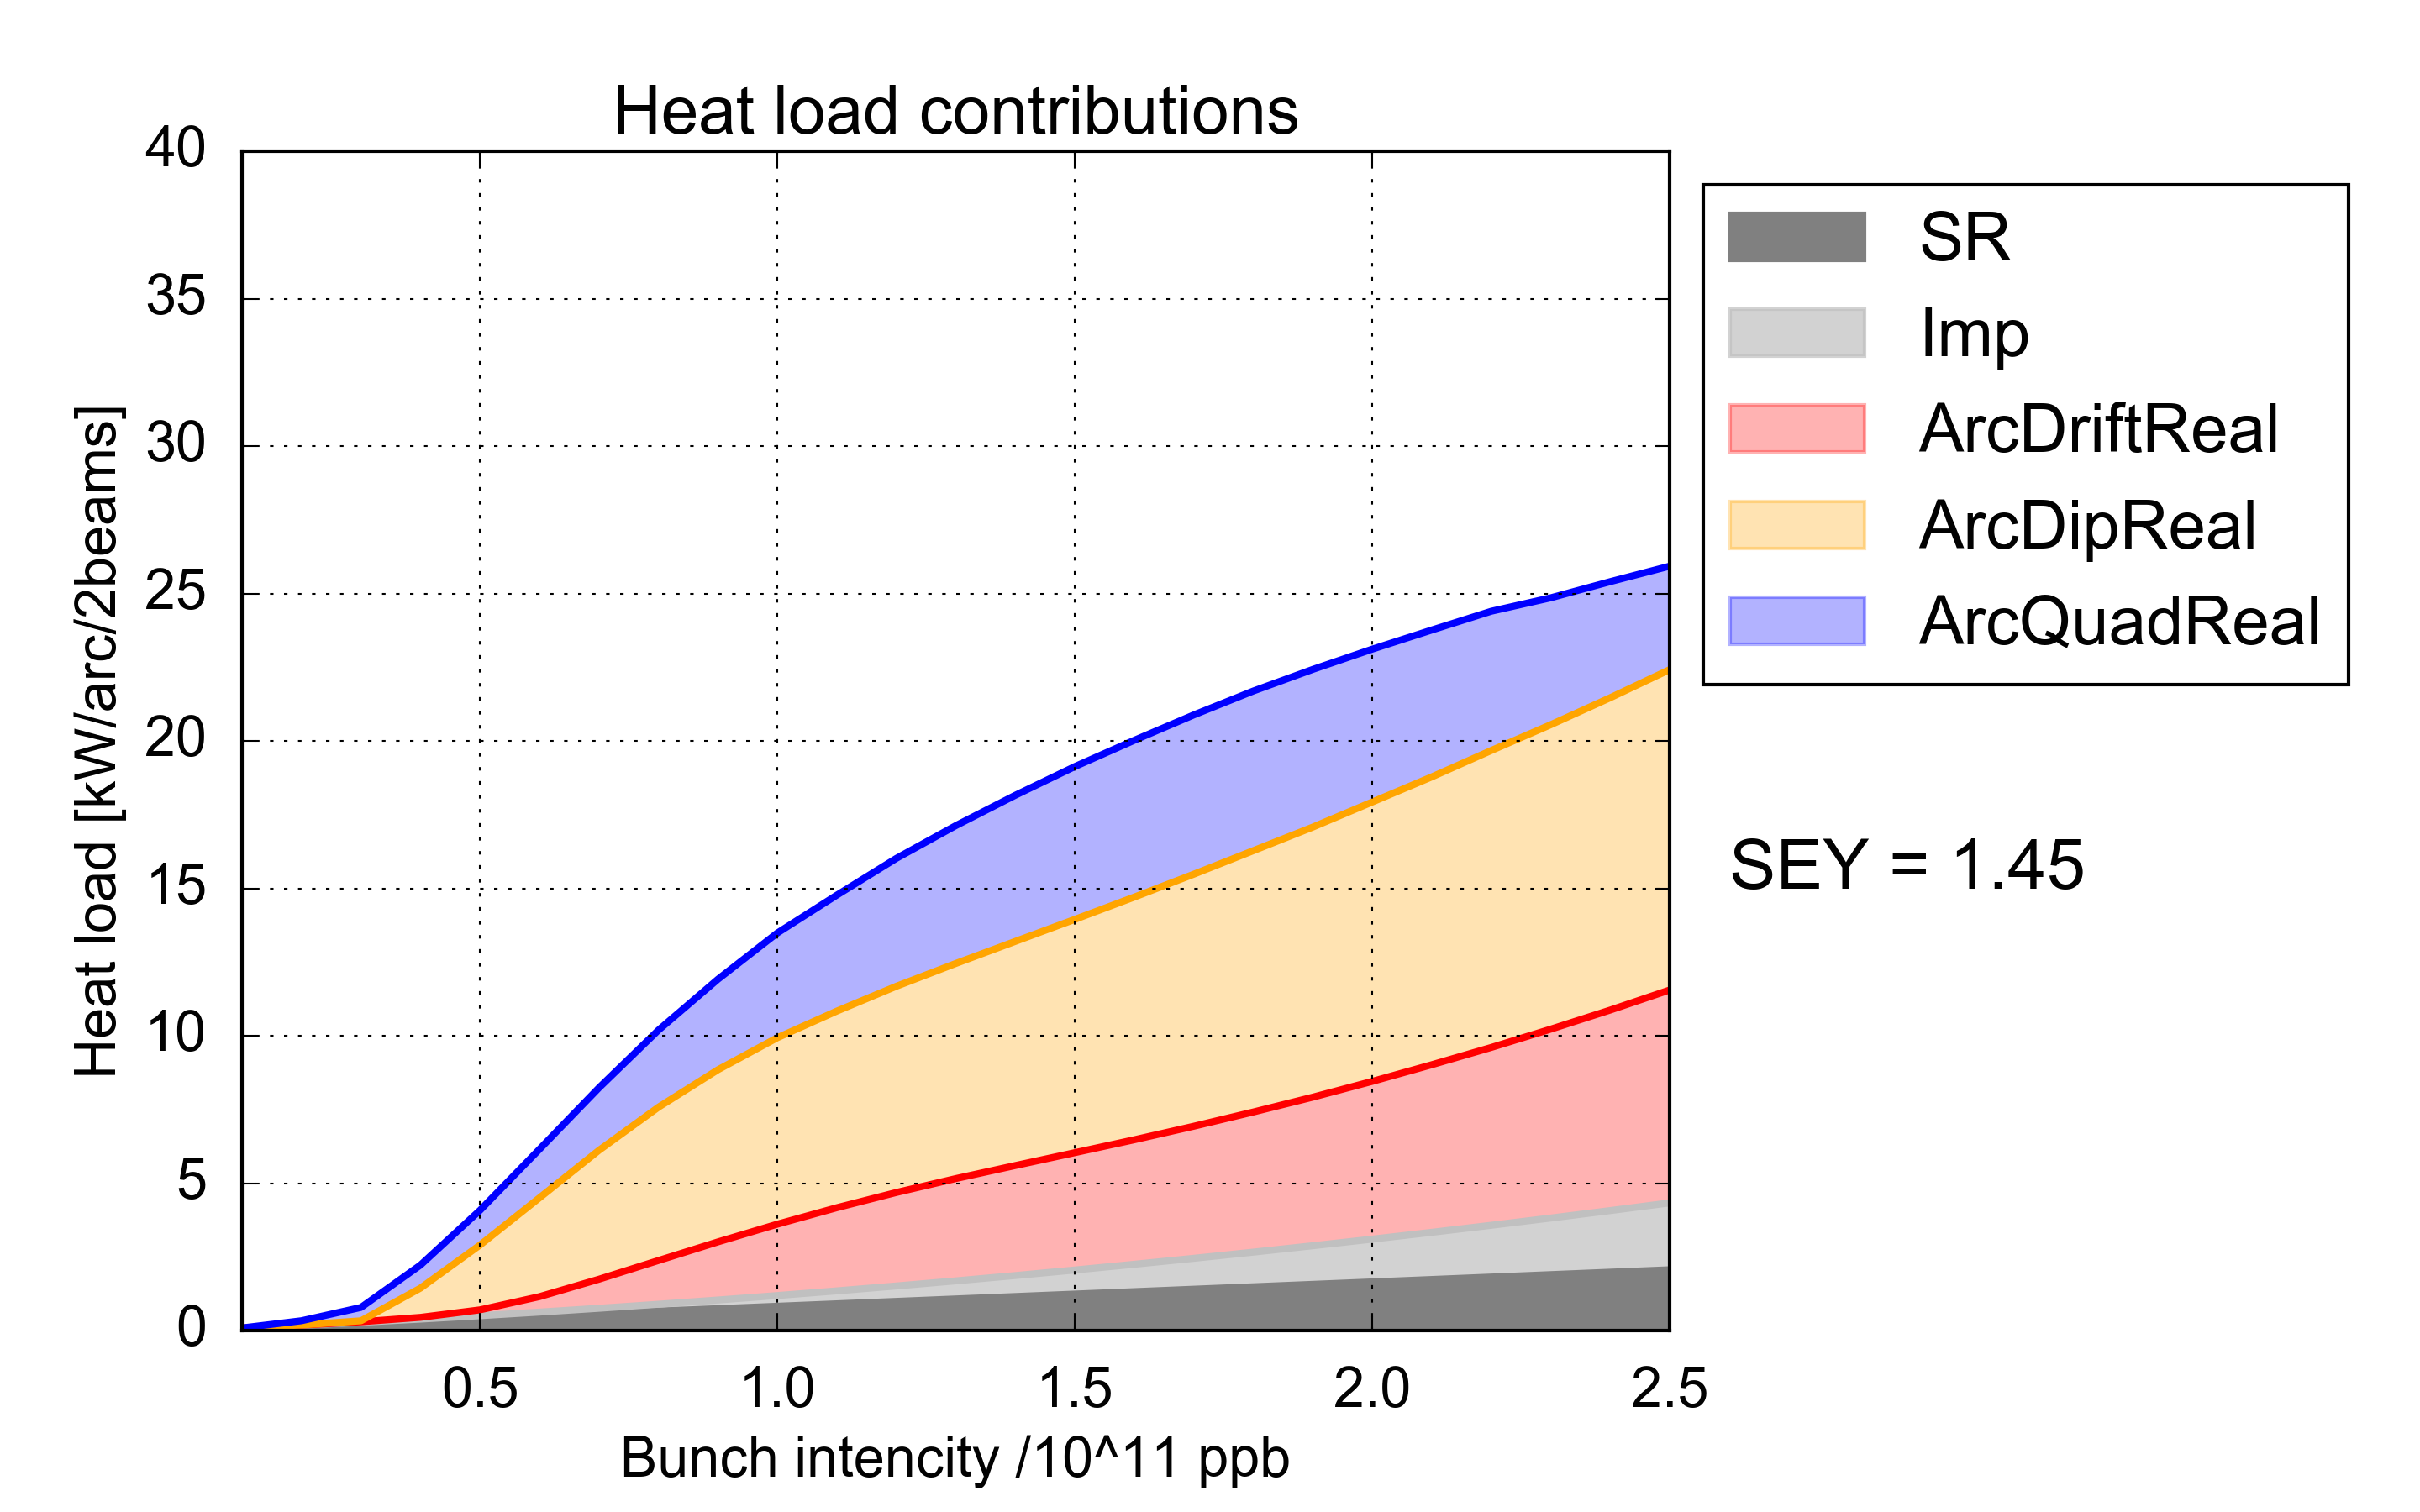 Heat load contributions
40
35
30
25
20
15
10
5
0
Heat load [kW/arc/2beams]
0.5 1.0 1.5 2.0 2.5
Bunch intencity /10^11 ppb
SR
Imp
ArcDriftReal
ArcDipReal
ArcQuadReal
SEY = 1.45